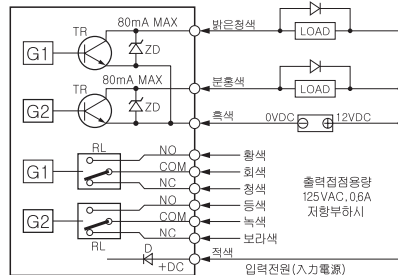 80mA MAX
밝은청색
TR
G1
ZD
LOAD
80mA MAX
분홍색
TR
G2
ZD
LOAD
흑색
0VDC
12VDC
RL
NO
황색
G1
COM
회색
NC
청색
NO
등색
G2
COM
녹색
NC
보라색
RL
출력접점용량
125VAC, 0.6A
저항부하시
D
+DC
적색
입력전원(入力電源)